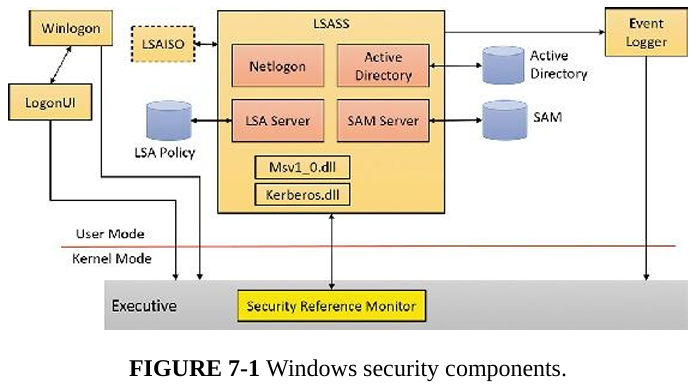 Winlogon
LSAISO
LSASS
Event
Logger
Netlogon
Active
Directory
Active
Directory
LogonUI
LSA Server
SAM Server
SAM
LSA Policy
Msv1_0.dll
Kerberos.dll
User Mode
Kernel Mode
Executive
Security Reference Monitor
FIGURE 7-1 Windows security components.